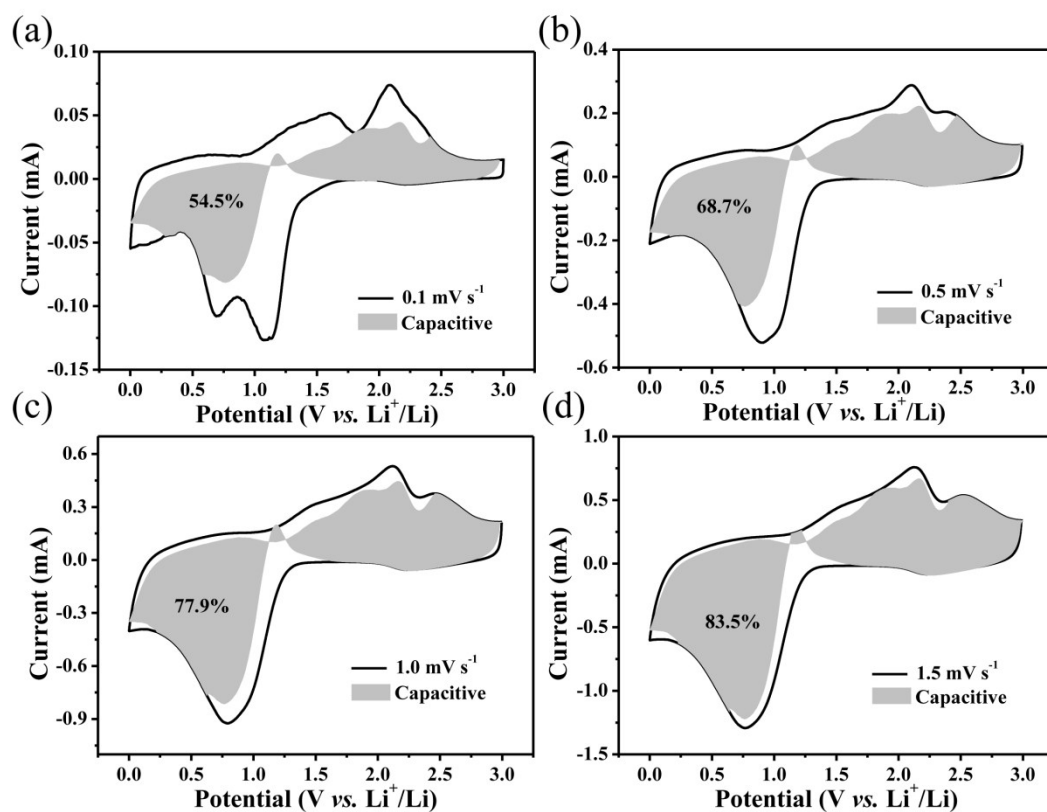 (a)
0.10
0.05
0.00
-0.05
-0.10
-0.15
Current (mA)
54.5%
0.1 mV s⁻¹
Capacitive
0.0 0.5 1.0 1.5 2.0 2.5 3.0
Potential (V vs. Li⁺/Li)
(b)
0.4
0.2
0.0
-0.2
-0.4
-0.6
Current (mA)
68.7%
0.5 mV s⁻¹
Capacitive
0.0 0.5 1.0 1.5 2.0 2.5 3.0
Potential (V vs. Li⁺/Li)
(c)
0.6
0.3
0.0
-0.3
-0.6
-0.9
Current (mA)
77.9%
1.0 mV s⁻¹
Capacitive
0.0 0.5 1.0 1.5 2.0 2.5 3.0
Potential (V vs. Li⁺/Li)
(d)
1.0
0.5
0.0
-0.5
-1.0
-1.5
Current (mA)
83.5%
1.5 mV s⁻¹
Capacitive
0.0 0.5 1.0 1.5 2.0 2.5 3.0
Potential (V vs. Li⁺/Li)